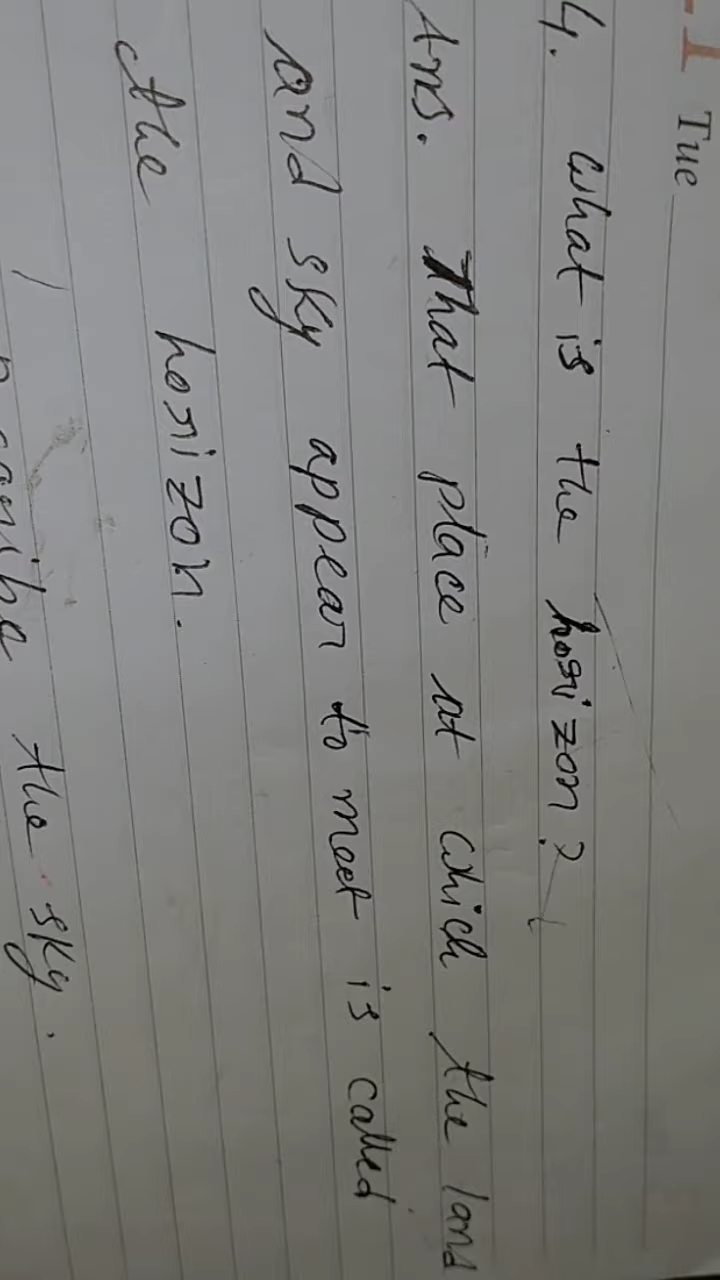 Tue
4. What is the horizon?
Ans. That place at which the land
and sky appear to meet is called
the horizon.
the sky.